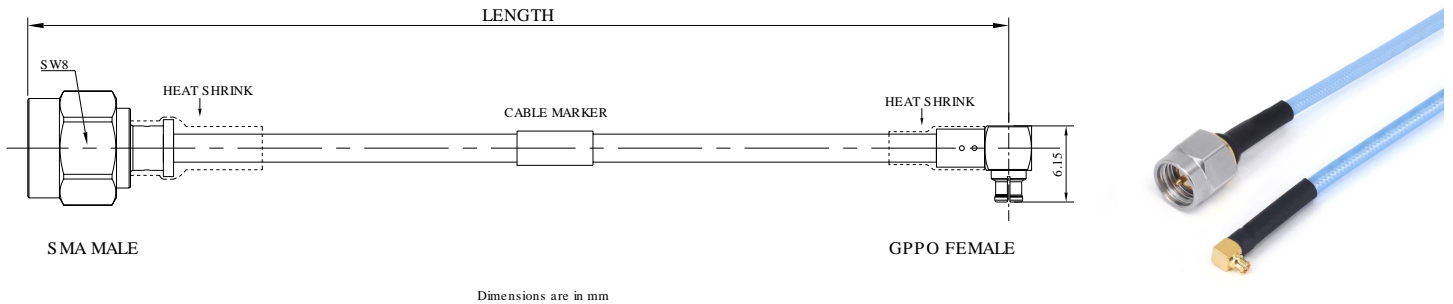 LENGTH
SW8
HEAT SHRINK
CABLE MARKER
HEAT SHRINK
6.15
SMA MALE
GPPO FEMALE
Dimensions are in mm